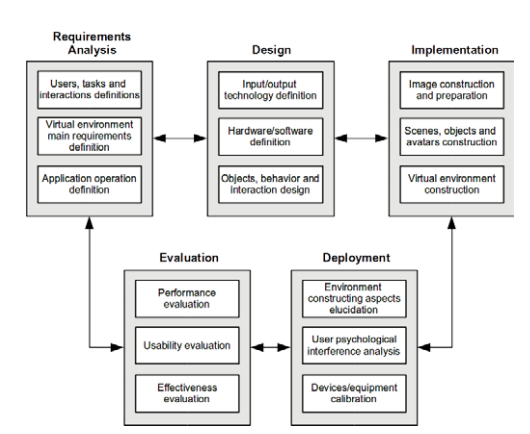 Requirements
Analysis
Users, tasks and
interactions definitions
Virtual environment
main requirements
definition
Application operation
definition
Design
Input/output
technology definition
Hardware/software
definition
Objects, behavior and
interaction design
Implementation
Image construction
and preparation
Scenes, objects and
avatars construction
Virtual environment
construction
Evaluation
Performance
evaluation
Usability evaluation
Effectiveness
evaluation
Deployment
Environment
constructing aspects
elucidation
User psychological
interference analysis
Devices/equipment
calibration